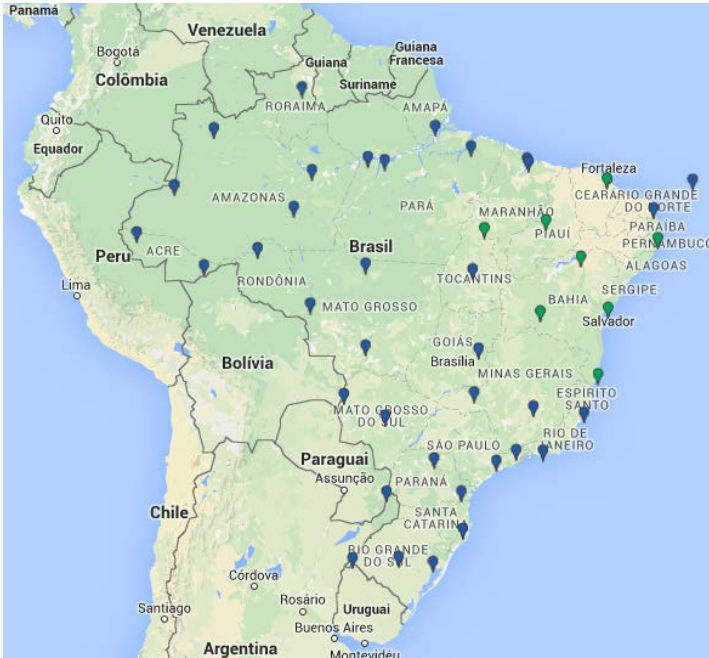 Panamá
Venezuela
Bogotá
Colômbia
Guiana
Guiana
Francesa
Suriname
RORAIMA
AMAPÁ
Quito
Equador
Fortaleza
AMAZONAS
PARÁ
MARANHÃO
CEARÁ
RIO GRANDE
DO NORTE
PARAÍBA
PIAUÍ
PERNAMBUCO
ACRE
Peru
Brasil
ALAGOAS
RONDÔNIA
TOCANTINS
SERGIPE
Lima
MATO GROSSO
BAHIA
Salvador
Bolívia
GOIÁS
Brasília
MINAS GERAIS
ESPÍRITO
SANTO
MATO GROSSO
DO SUL
RIO DE
JANEIRO
SÃO PAULO
Paraguai
Assunção
PARANÁ
Chile
SANTA
CATARINA
RIO GRANDE
DO SUL
Córdova
Rosário
Santiago
Uruguai
Buenos Aires
Argentina
Montevidéu